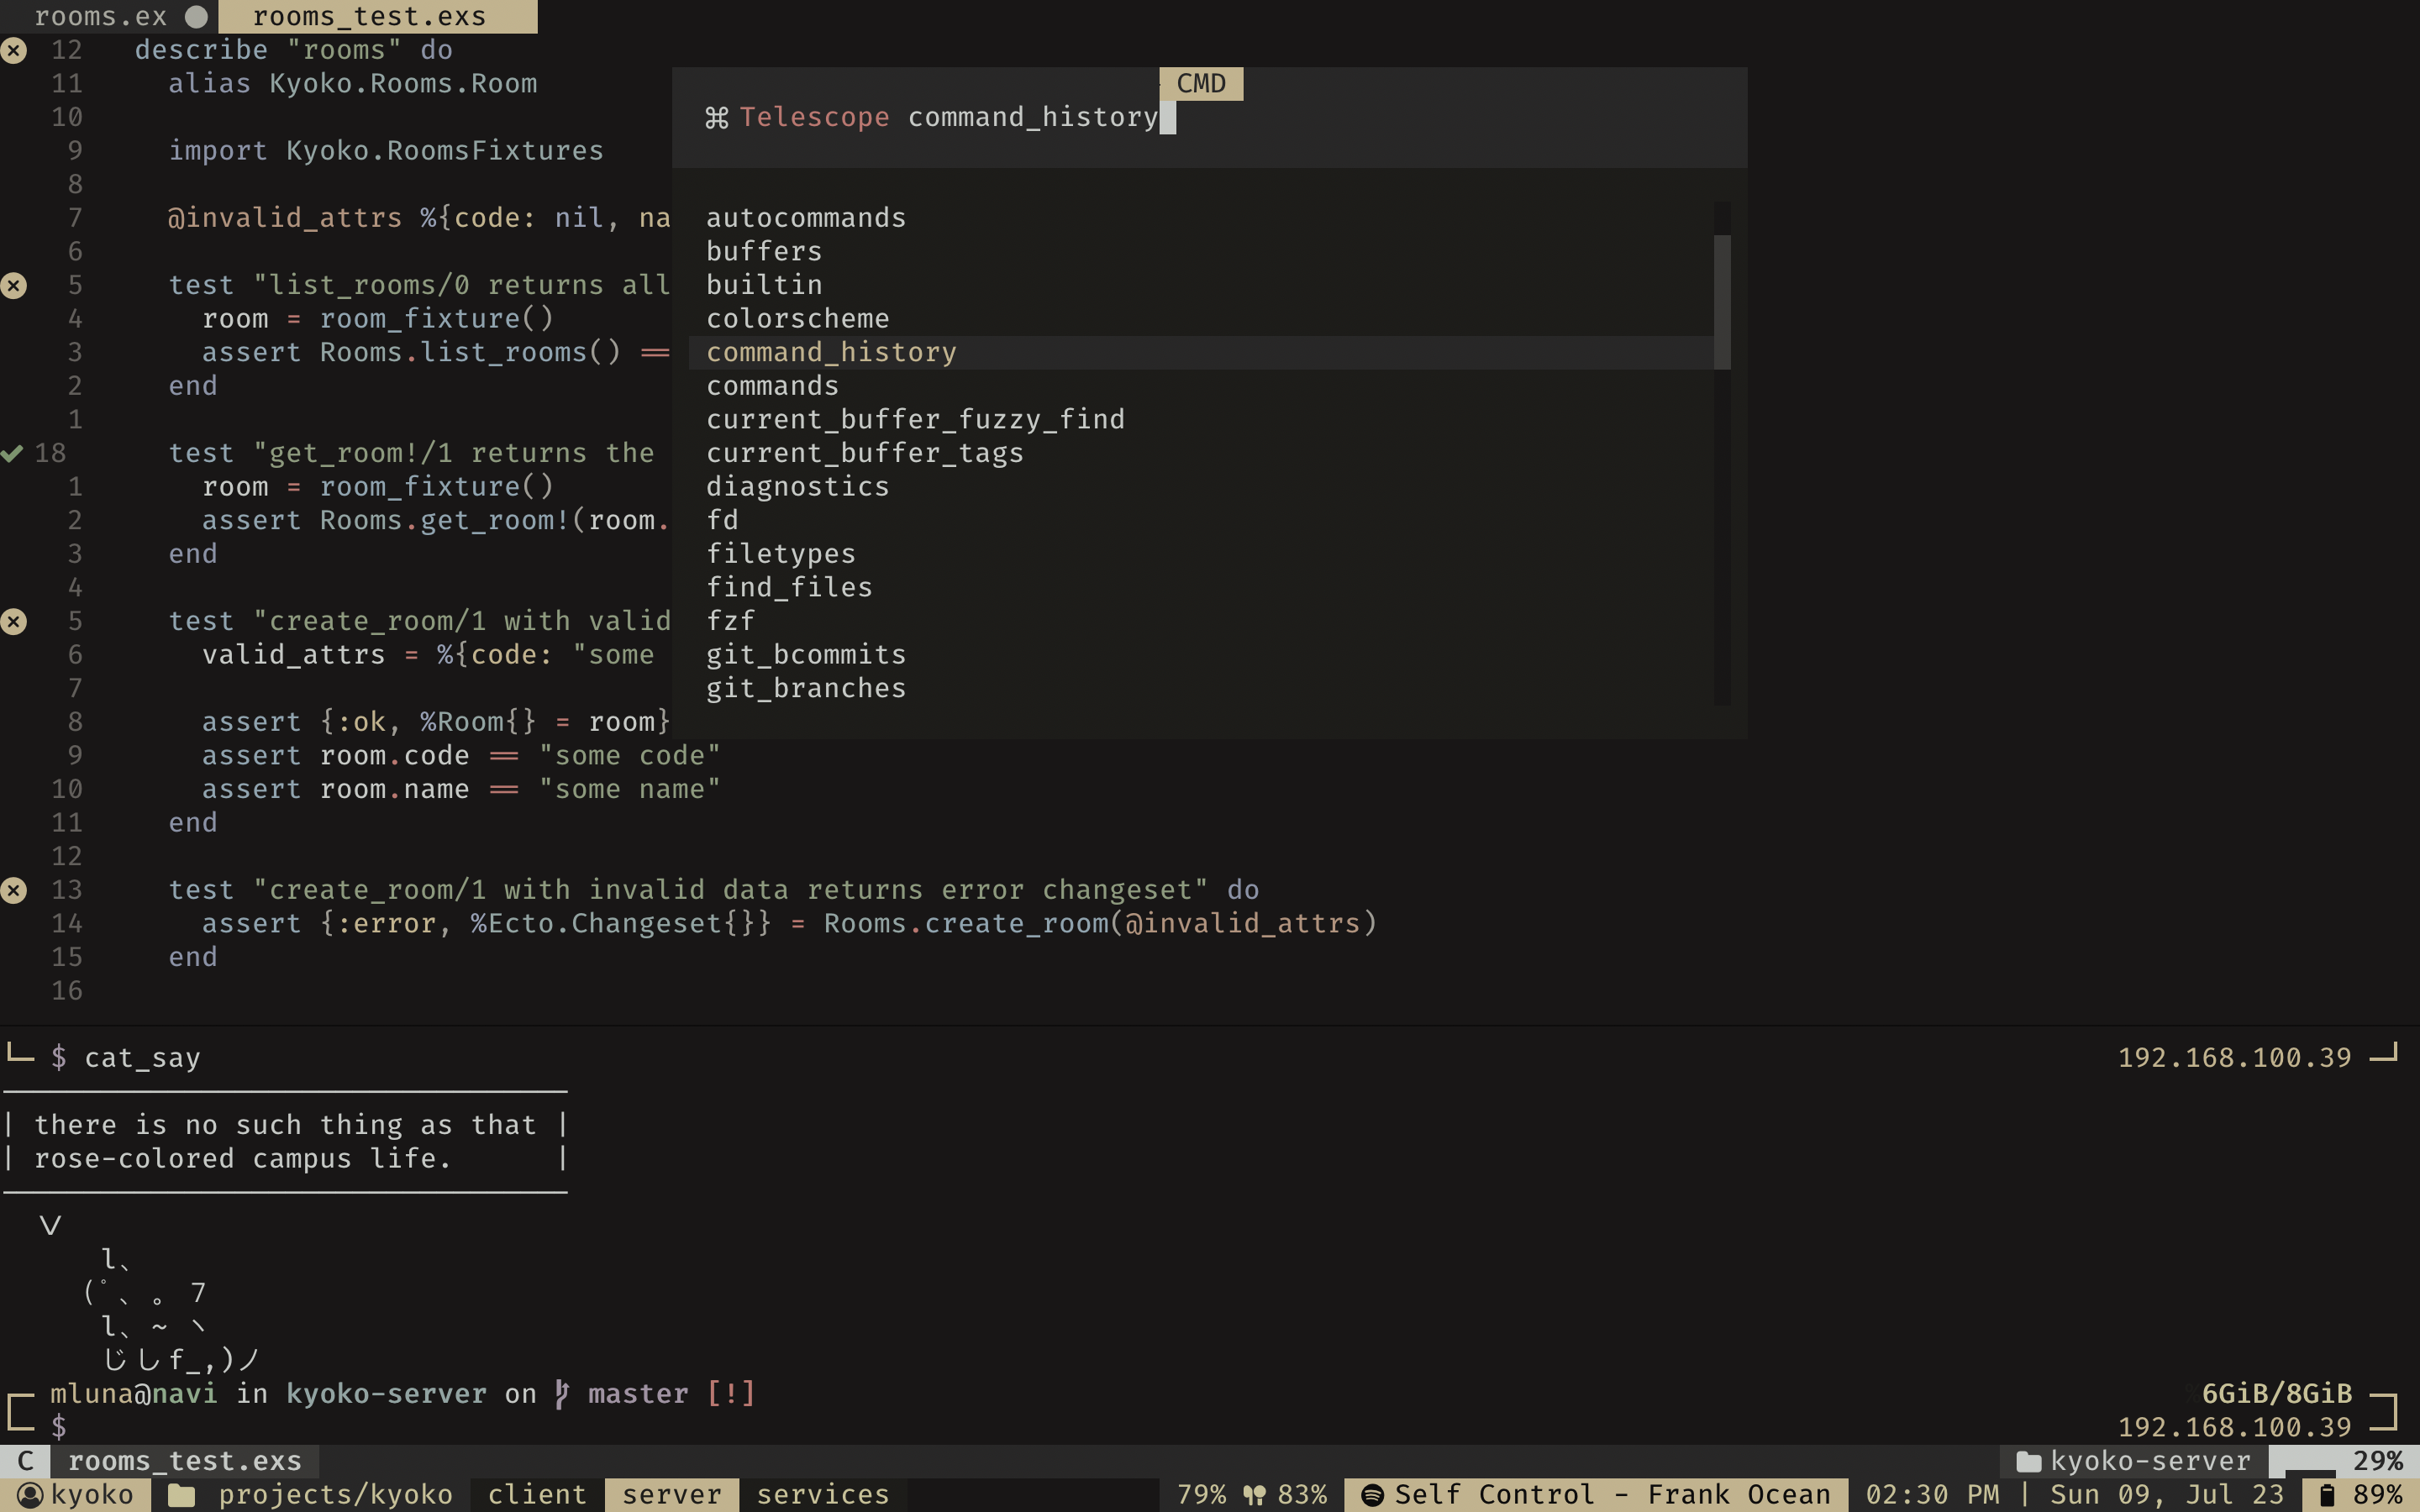 rooms.ex rooms_test.exs
12 describe "rooms" do
11 alias Kyoko.Rooms.Room
CMD
10
Telescope command_history
9 import Kyoko.RoomsFixtures
8
7 @invalid_attrs %{code: nil, na
autocommands
6
buffers
5 test "list_rooms/0 returns all
builtin
4 room = room_fixture()
colorscheme
3 assert Rooms.list_rooms() ==
command_history
2 end
commands
1
current_buffer_fuzzy_find
18 test "get_room!/1 returns the
current_buffer_tags
1 room = room_fixture()
diagnostics
2 assert Rooms.get_room!(room.
fd
3 end
filetypes
4
find_files
5 test "create_room/1 with valid
fzf
6 valid_attrs = %{code: "some
git_bcommits
7
git_branches
8 assert {:ok, %Room{} = room}
9 assert room.code == "some code"
10 assert room.name == "some name"
11 end
12
13 test "create_room/1 with invalid data returns error changeset" do
14 assert {:error, %Ecto.Changeset{}} = Rooms.create_room(@invalid_attrs)
15 end
16
$ cat_say 192.168.100.39
| there is no such thing as that |
| rose-colored campus life. |
V
l、
(ﾟ、。7
l、~ ヽ
じしf_,)ノ
mluna@navi in kyoko-server on master [!] 6GiB/8GiB
$ 192.168.100.39
C rooms_test.exs kyoko-server 29%
kyoko projects/kyoko client server services 79% 83% Self Control - Frank Ocean 02:30 PM | Sun 09, Jul 23 89%